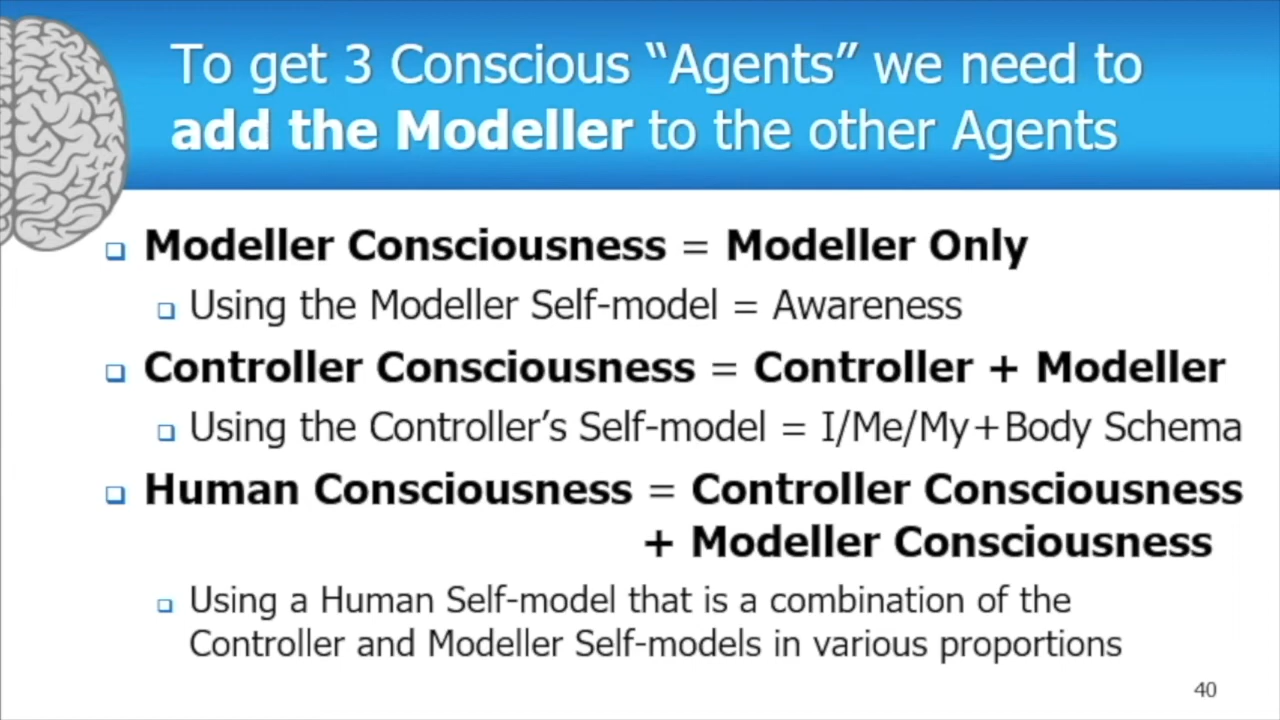 To get 3 Conscious “Agents” we need to
add the Modeller to the other Agents
Modeller Consciousness = Modeller Only
Using the Modeller Self-model = Awareness
Controller Consciousness = Controller + Modeller
Using the Controller’s Self-model = I/Me/My+Body Schema
Human Consciousness = Controller Consciousness
+ Modeller Consciousness
Using a Human Self-model that is a combination of the
Controller and Modeller Self-models in various proportions
40